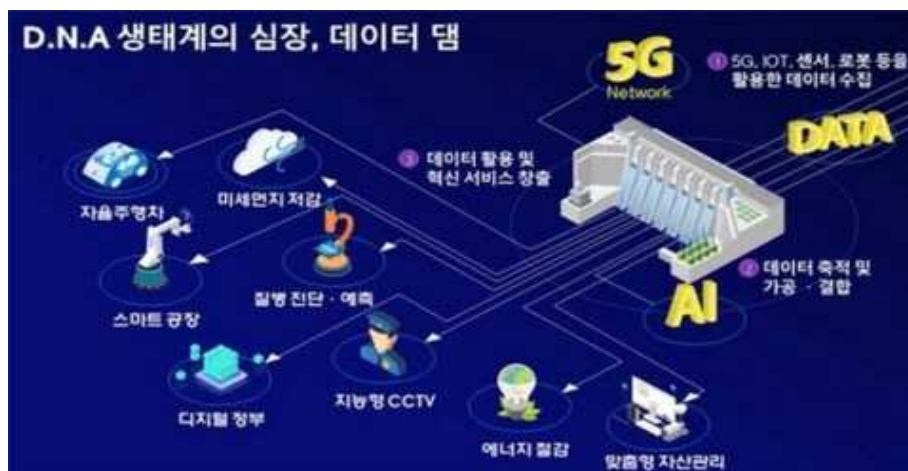 D.N.A 생태계의 심장, 데이터 댐
5G
Network
① 5G, IOT, 센서, 로봇 등을
활용한 데이터 수집
DATA
③ 데이터 활용 및
혁신 서비스 창출
자율주행차
미세먼지 저감
② 데이터 축적 및
가공 · 결합
AI
스마트 공장
질병 진단 · 예측
디지털 정부
지능형 CCTV
에너지 절감
맞춤형 자산관리